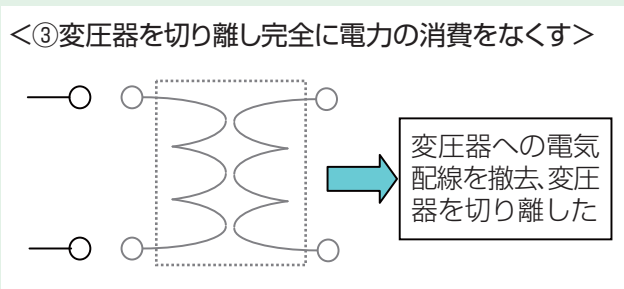 ＜③変圧器を切り離し完全に電力の消費をなくす＞
変圧器への電気
配線を撤去、変圧
器を切り離した